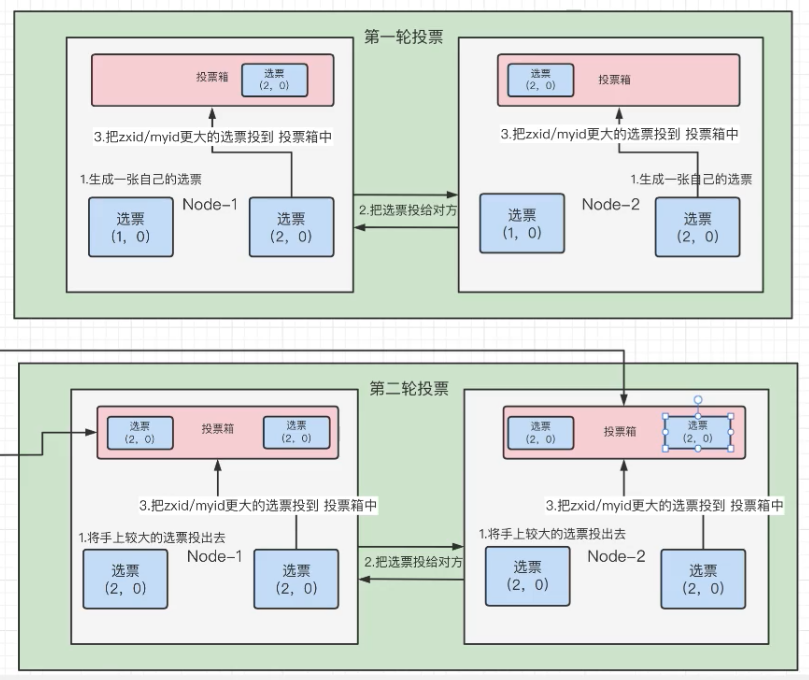 第一轮投票
投票箱
选票
(2, 0)
3.把zxid/myid更大的选票投到 投票箱中
1.生成一张自己的选票
Node-1
选票
(1, 0)
选票
(2, 0)
2.把选票投给对方
选票
(2, 0)
投票箱
3.把zxid/myid更大的选票投到 投票箱中
1.生成一张自己的选票
Node-2
选票
(1, 0)
选票
(2, 0)
第二轮投票
选票
(2, 0)
投票箱
选票
(2, 0)
3.把zxid/myid更大的选票投到 投票箱中
1.将手上较大的选票投出去
Node-1
选票
(2, 0)
选票
(2, 0)
2.把选票投给对方
选票
(2, 0)
投票箱
选票
(2, 0)
3.把zxid/myid更大的选票投到 投票箱中
1.将手上较大的选票投出去
Node-2
选票
(2, 0)
选票
(2, 0)